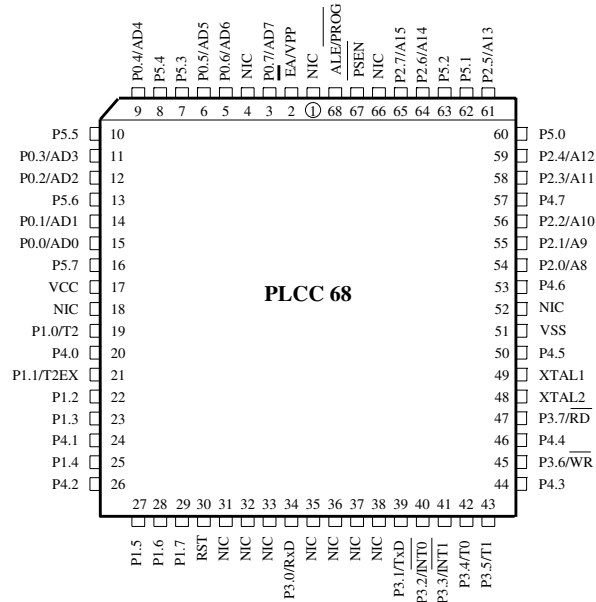 P0.4/AD4
P5.4
P5.3
P0.5/AD5
P0.6/AD6
NIC
P0.7/AD7
EA/VPP
NIC
ALE/PROG
PSEN
NIC
P2.7/A15
P2.6/A14
P5.2
P5.1
P2.5/A13
9 8 7 6 5 4 3 2 1 68 67 66 65 64 63 62 61
P5.5 10 60 P5.0
P0.3/AD3 11 59 P2.4/A12
P0.2/AD2 12 58 P2.3/A11
P5.6 13 57 P4.7
P0.1/AD1 14 56 P2.2/A10
P0.0/AD0 15 55 P2.1/A9
P5.7 16 54 P2.0/A8
VCC 17 PLCC 68 53 P4.6
NIC 18 52 NIC
P1.0/T2 19 51 VSS
P4.0 20 50 P4.5
P1.1/T2EX 21 49 XTAL1
P1.2 22 48 XTAL2
P1.3 23 47 P3.7/RD
P4.1 24 46 P4.4
P1.4 25 45 P3.6/WR
P4.2 26 44 P4.3
27 28 29 30 31 32 33 34 35 36 37 38 39 40 41 42 43
P1.5
P1.6
P1.7
RST
NIC
NIC
NIC
P3.0/RxD
NIC
NIC
NIC
NIC
P3.1/TxD
P3.2/INT0
P3.3/INT1
P3.4/T0
P3.5/T1